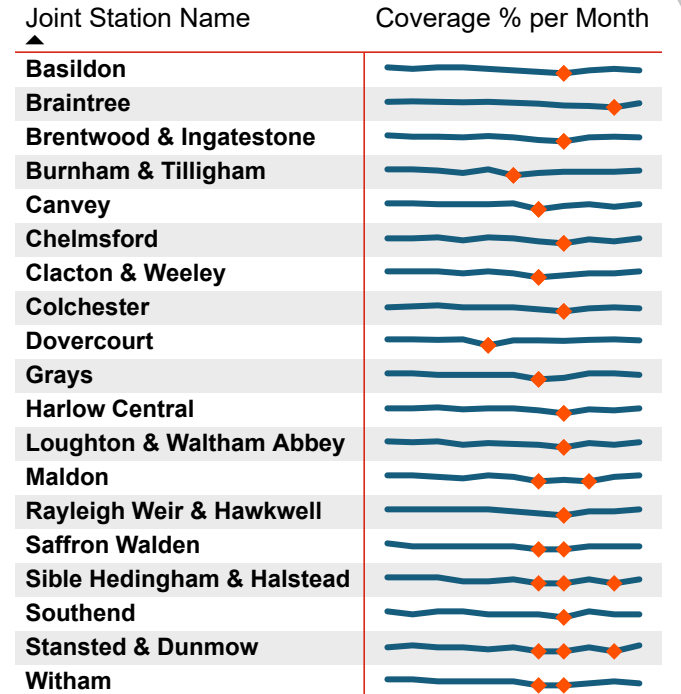 Joint Station Name Coverage % per Month
Basildon
Braintree
Brentwood & Ingatestone
Burnham & Tilligham
Canvey
Chelmsford
Clacton & Weeley
Colchester
Dovercourt
Grays
Harlow Central
Loughton & Waltham Abbey
Maldon
Rayleigh Weir & Hawkwell
Saffron Walden
Sible Hedingham & Halstead
Southend
Stansted & Dunmow
Witham